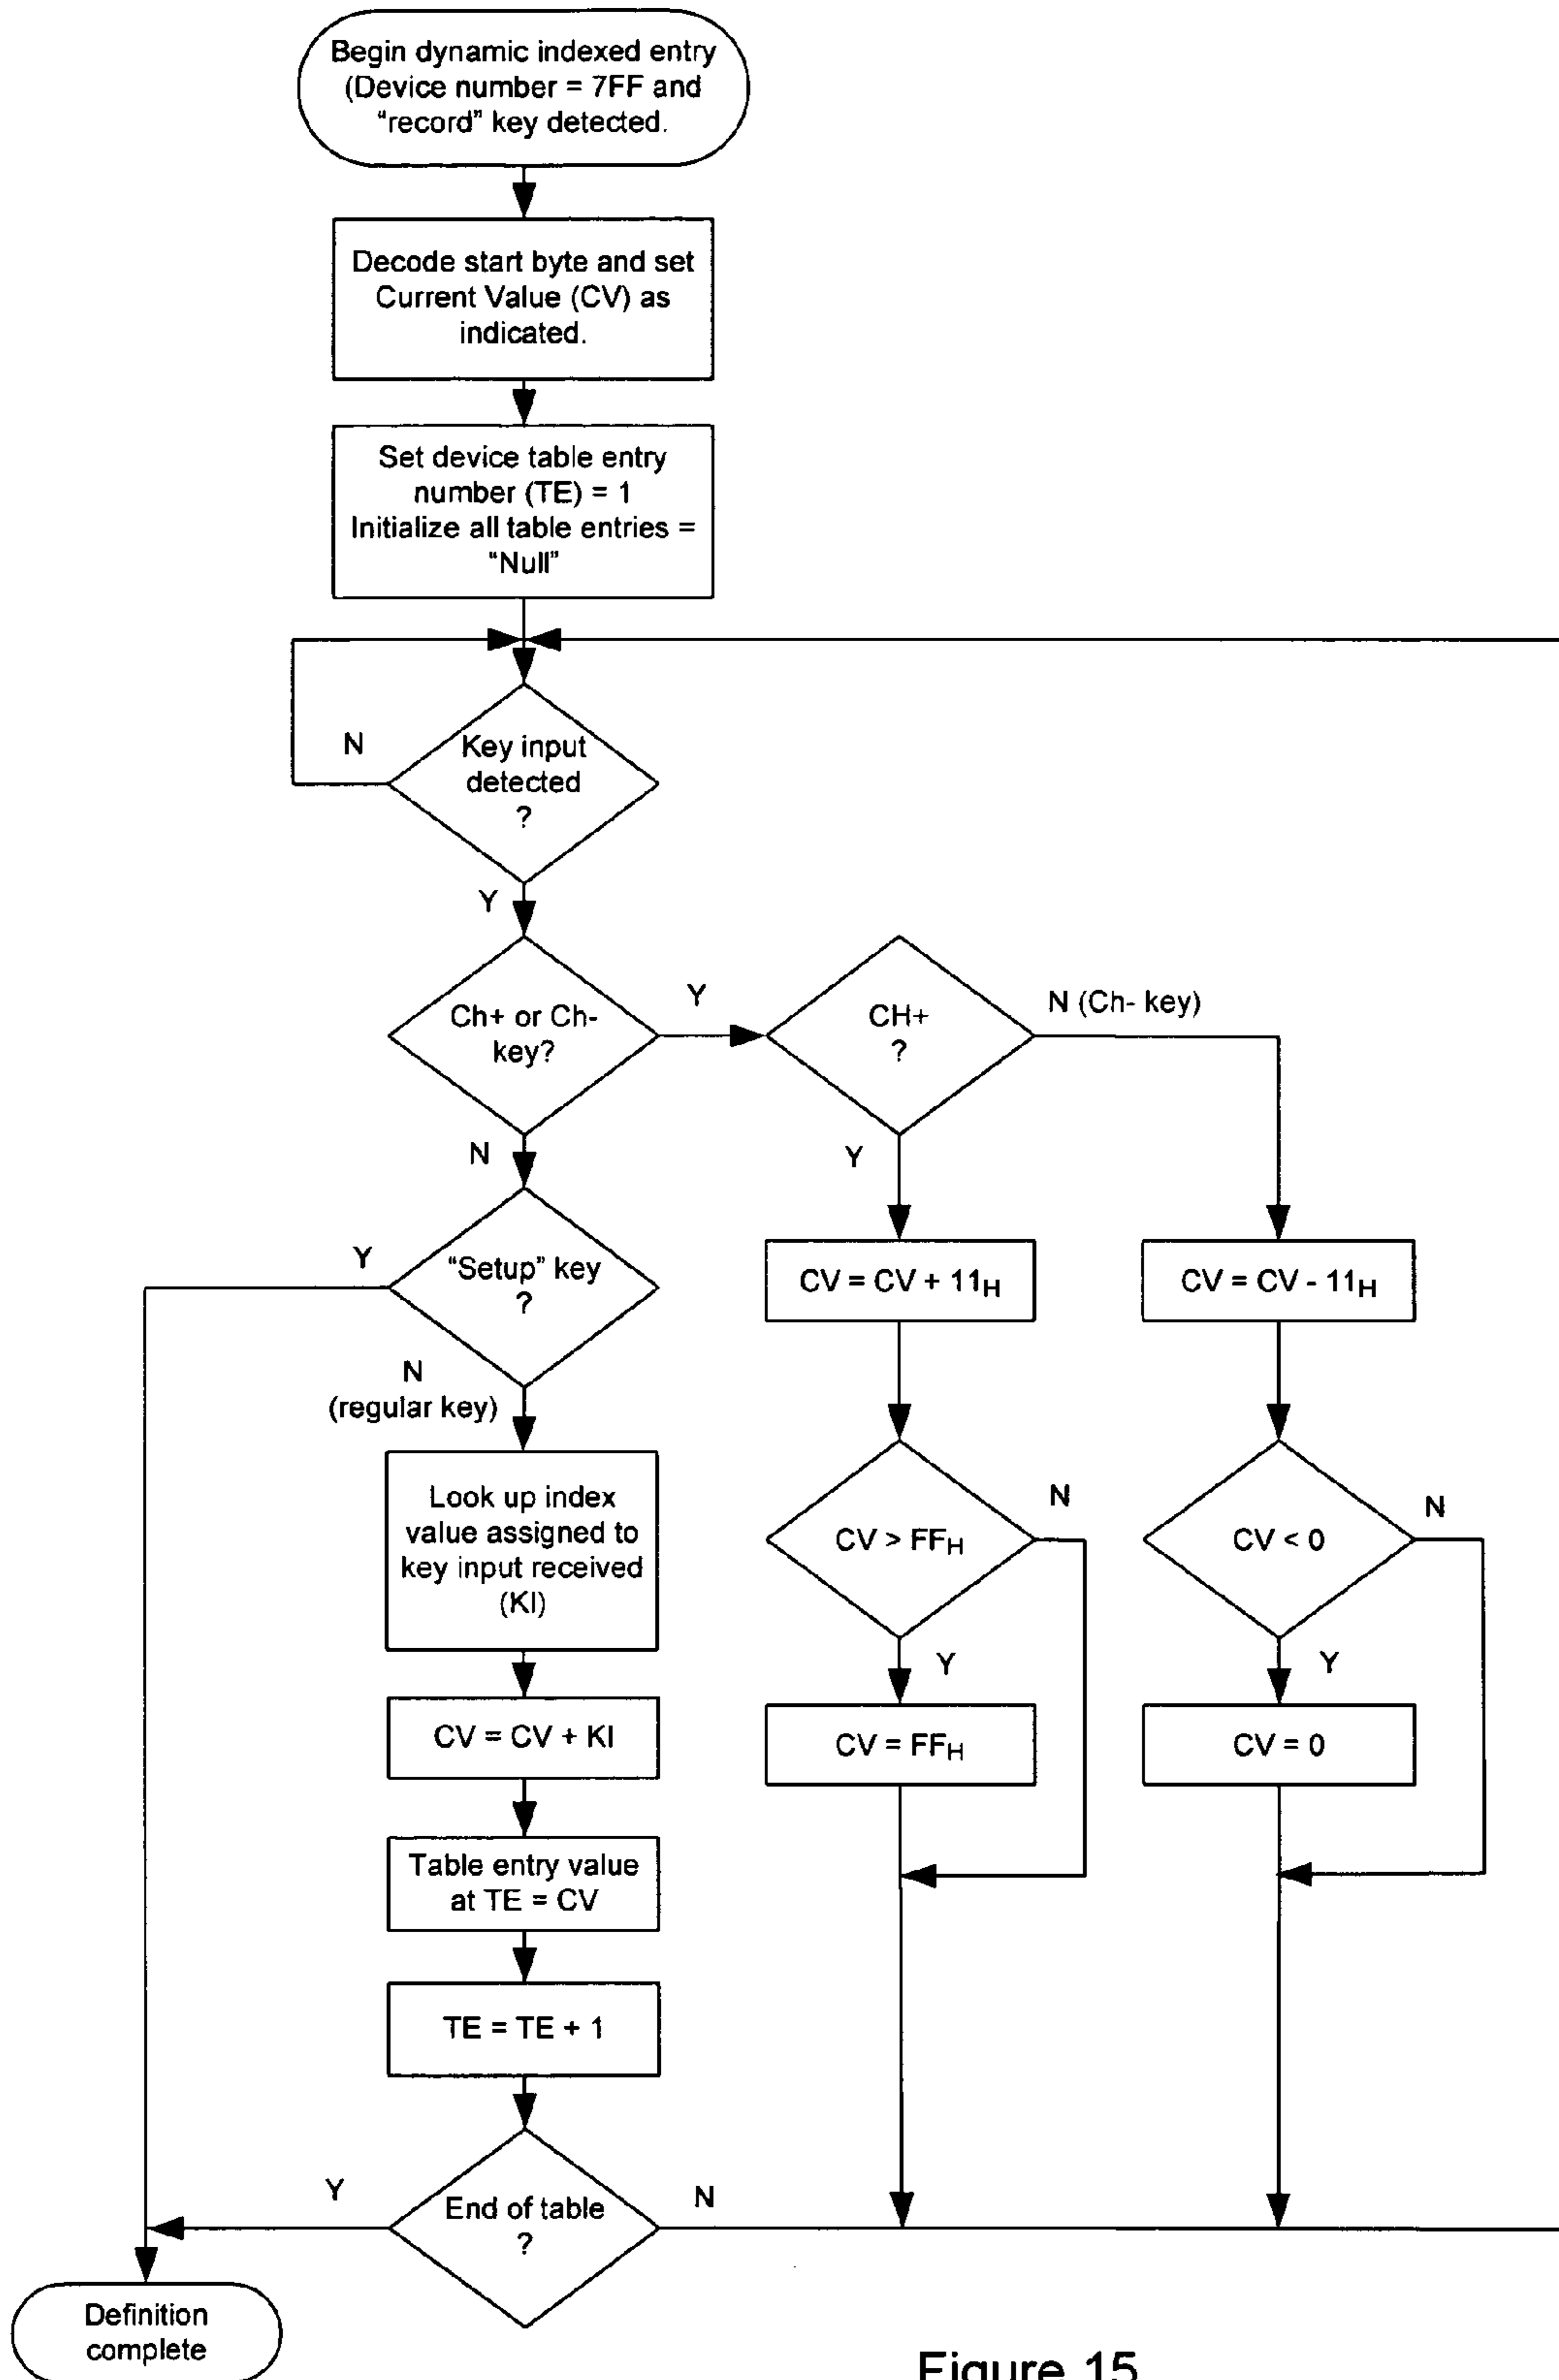 Begin dynamic indexed entry
(Device number = 7FF and
“record” key detected.
Decode start byte and set
Current Value (CV) as
indicated.
Set device table entry
number (TE) = 1
Initialize all table entries =
“Null”
N
Key input
detected
?
Y
Ch+ or Ch-
key?
Y
CH+
?
N (Ch- key)
N
Y
Y
“Setup” key
?
CV = CV + 11H
CV = CV - 11H
N
(regular key)
Look up index
value assigned to
key input received
(KI)
CV > FFH
N
CV < 0
N
Y
Y
CV = CV + KI
CV = FFH
CV = 0
Table entry value
at TE = CV
TE = TE + 1
Y
End of table
?
N
Definition
complete
Figure 15